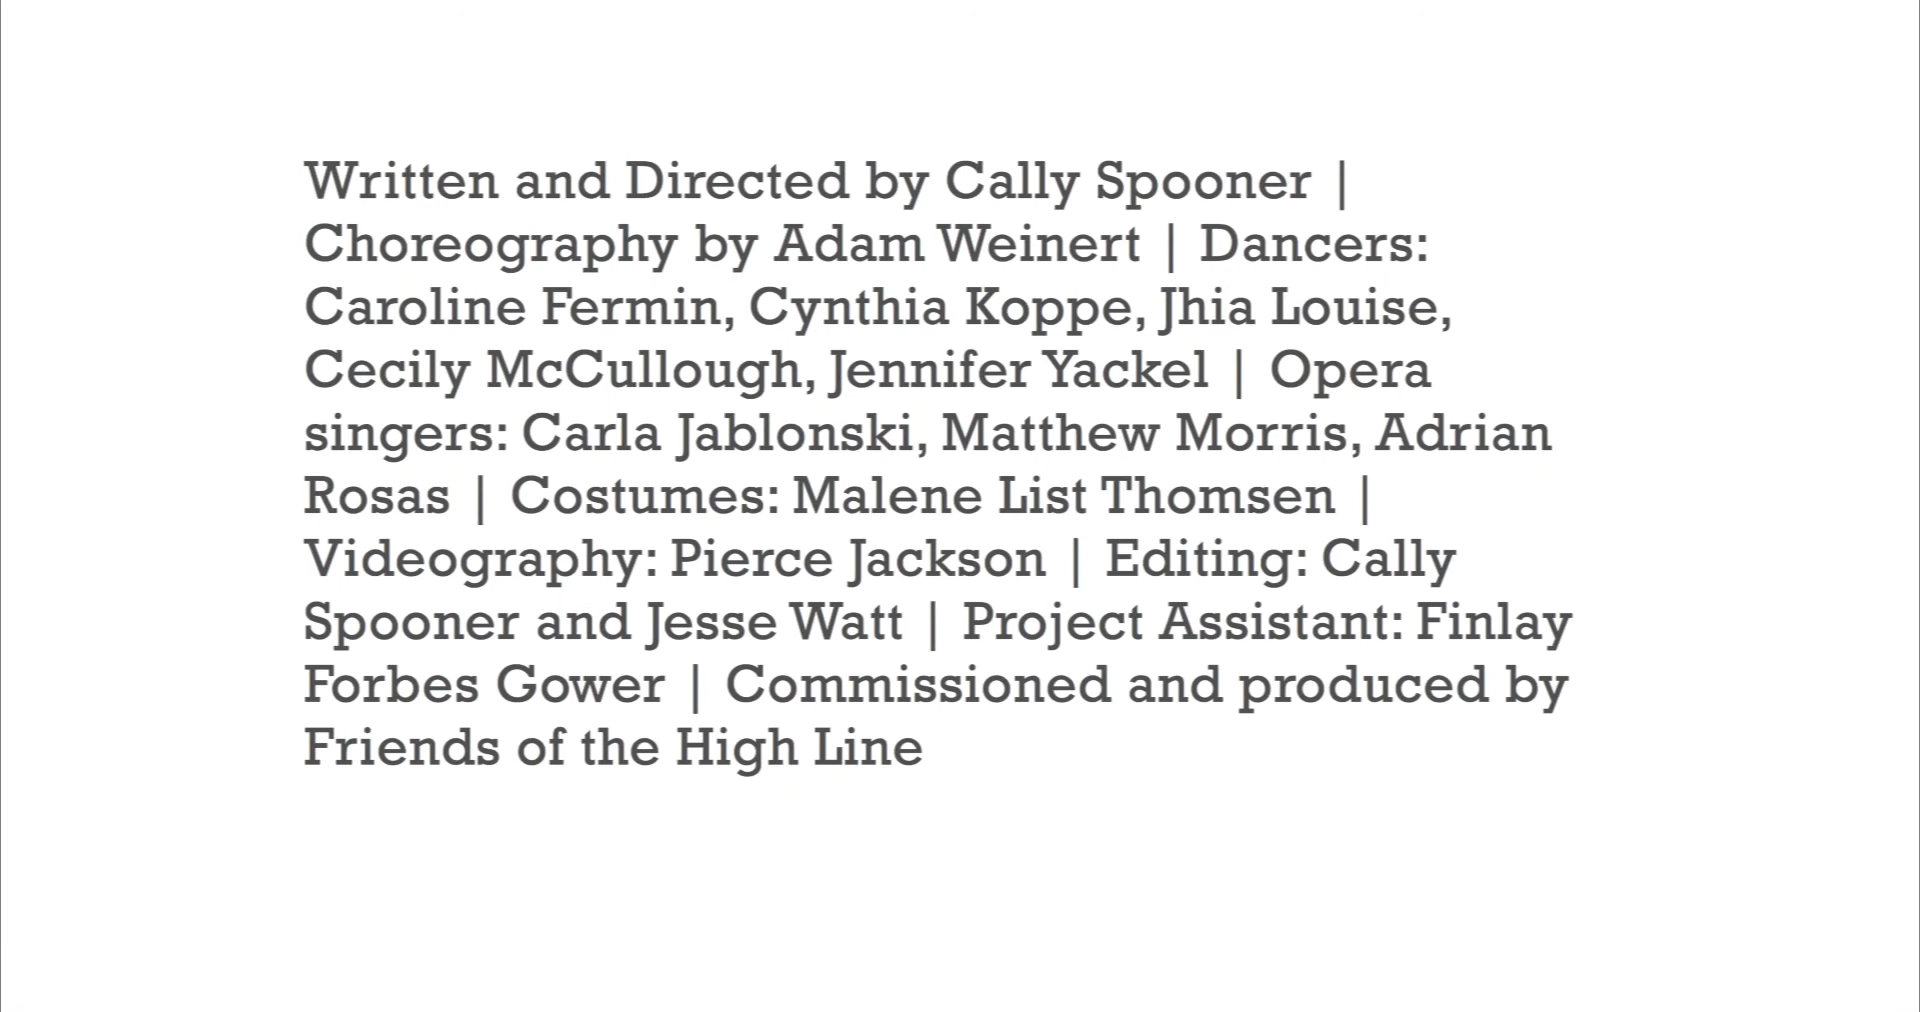 Written and Directed by Cally Spooner |
Choreography by Adam Weinert | Dancers:
Caroline Fermin, Cynthia Koppe, Jhia Louise,
Cecily McCullough, Jennifer Yackel | Opera
singers: Carla Jablonski, Matthew Morris, Adrian
Rosas | Costumes: Malene List Thomsen |
Videography: Pierce Jackson | Editing: Cally
Spooner and Jesse Watt | Project Assistant: Finlay
Forbes Gower | Commissioned and produced by
Friends of the High Line